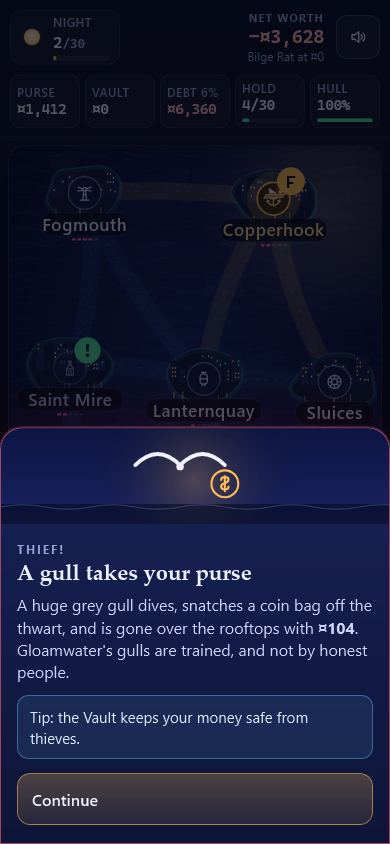 NIGHT
2/30
NET WORTH
−¤3,628
Bilge Rat at ¤0
PURSE
¤1,412
VAULT
¤0
DEBT 6%
¤6,360
HOLD
4/30
HULL
100%
F
Fogmouth
Copperhook
!
Saint Mire
Lanternquay
Sluices
THIEF!
A gull takes your purse
A huge grey gull dives, snatches a coin bag off the
thwart, and is gone over the rooftops with ¤104.
Gloamwater's gulls are trained, and not by honest
people.
Tip: the Vault keeps your money safe from
thieves.
Continue